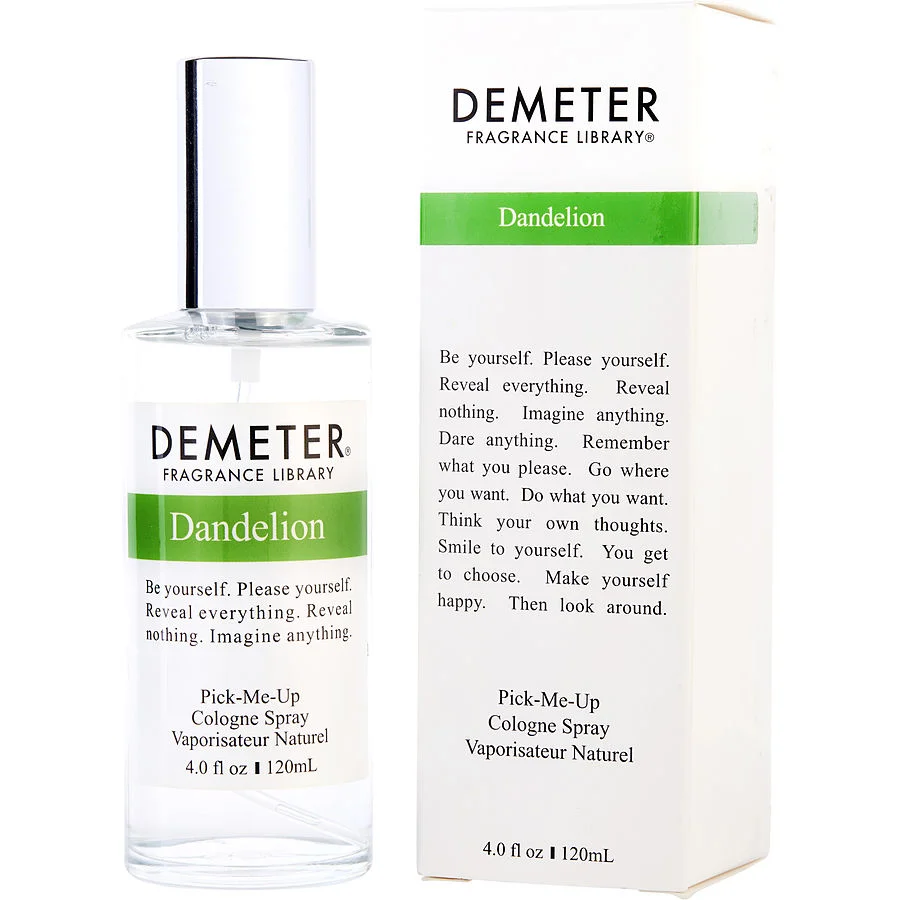 DEMETER®
FRAGRANCE LIBRARY
Dandelion
Be yourself. Please yourself.
Reveal everything. Reveal
nothing. Imagine anything.
Pick-Me-Up
Cologne Spray
Vaporisateur Naturel
4.0 fl oz ▌120mL
DEMETER
FRAGRANCE LIBRARY®
Dandelion
Be yourself. Please yourself.
Reveal everything. Reveal
nothing. Imagine anything.
Dare anything. Remember
what you please. Go where
you want. Do what you want.
Think your own thoughts.
Smile to yourself. You get
to choose. Make yourself
happy. Then look around.
Pick-Me-Up
Cologne Spray
Vaporisateur Naturel
4.0 fl oz ▌120mL